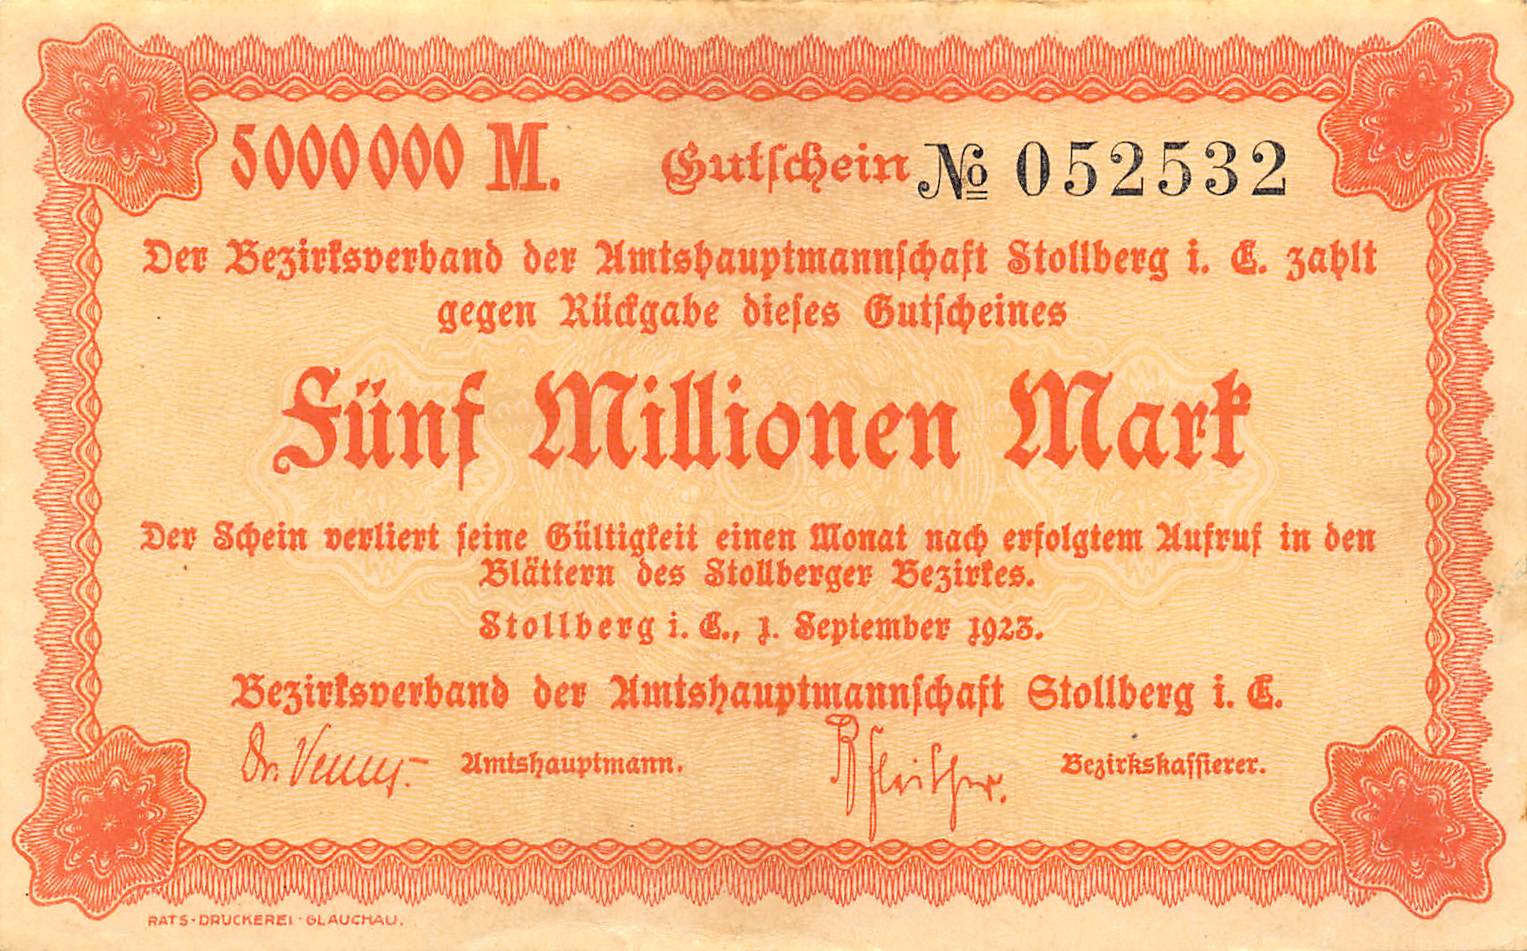 5000000 M. Gutschein № 052532
Der Bezirksverband der Amtshauptmannschaft Stollberg i. E. zahlt
gegen Rückgabe dieses Gutscheines
Fünf Millionen Mark
Der Schein verliert seine Gültigkeit einen Monat nach erfolgtem Aufruf in den
Blättern des Stollberger Bezirkes.
Stollberg i. E., 1. September 1923.
Bezirksverband der Amtshauptmannschaft Stollberg i. E.
Dr. Amtshauptmann. Bezirkskassierer.
RATS-DRUCKEREI · GLAUCHAU.